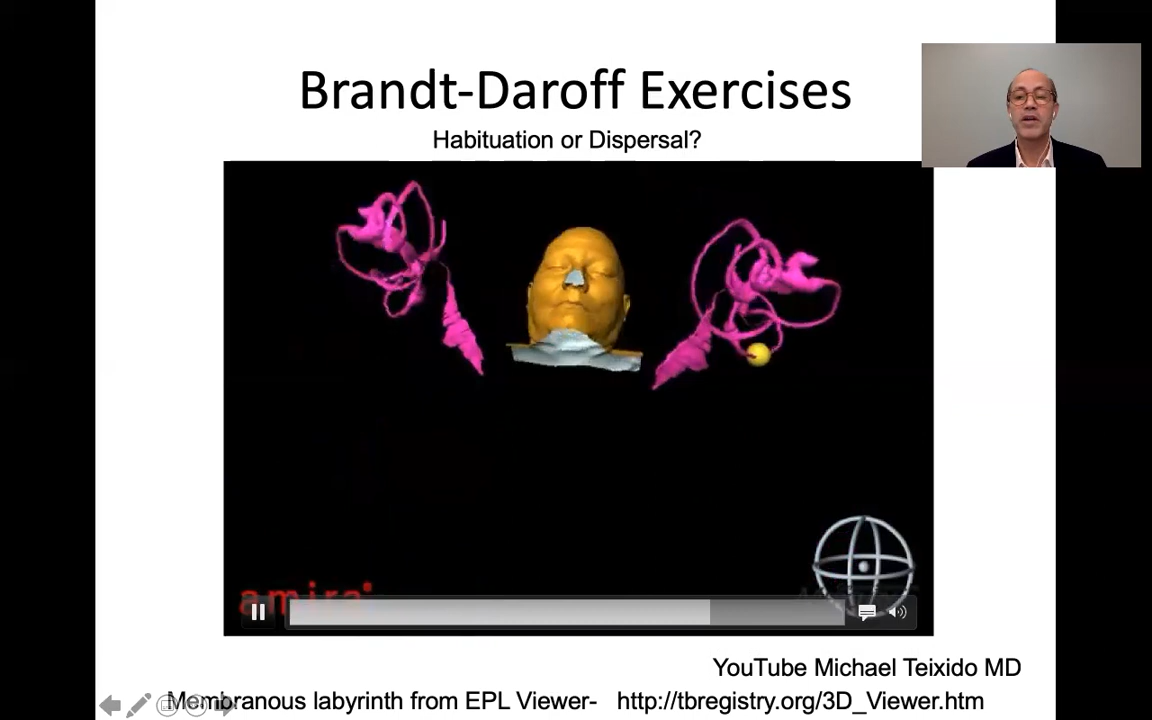 Brandt-Daroff Exercises
Habituation or Dispersal?
amira
YouTube Michael Teixido MD
Membranous labyrinth from EPL Viewer- http://tbregistry.org/3D_Viewer.htm